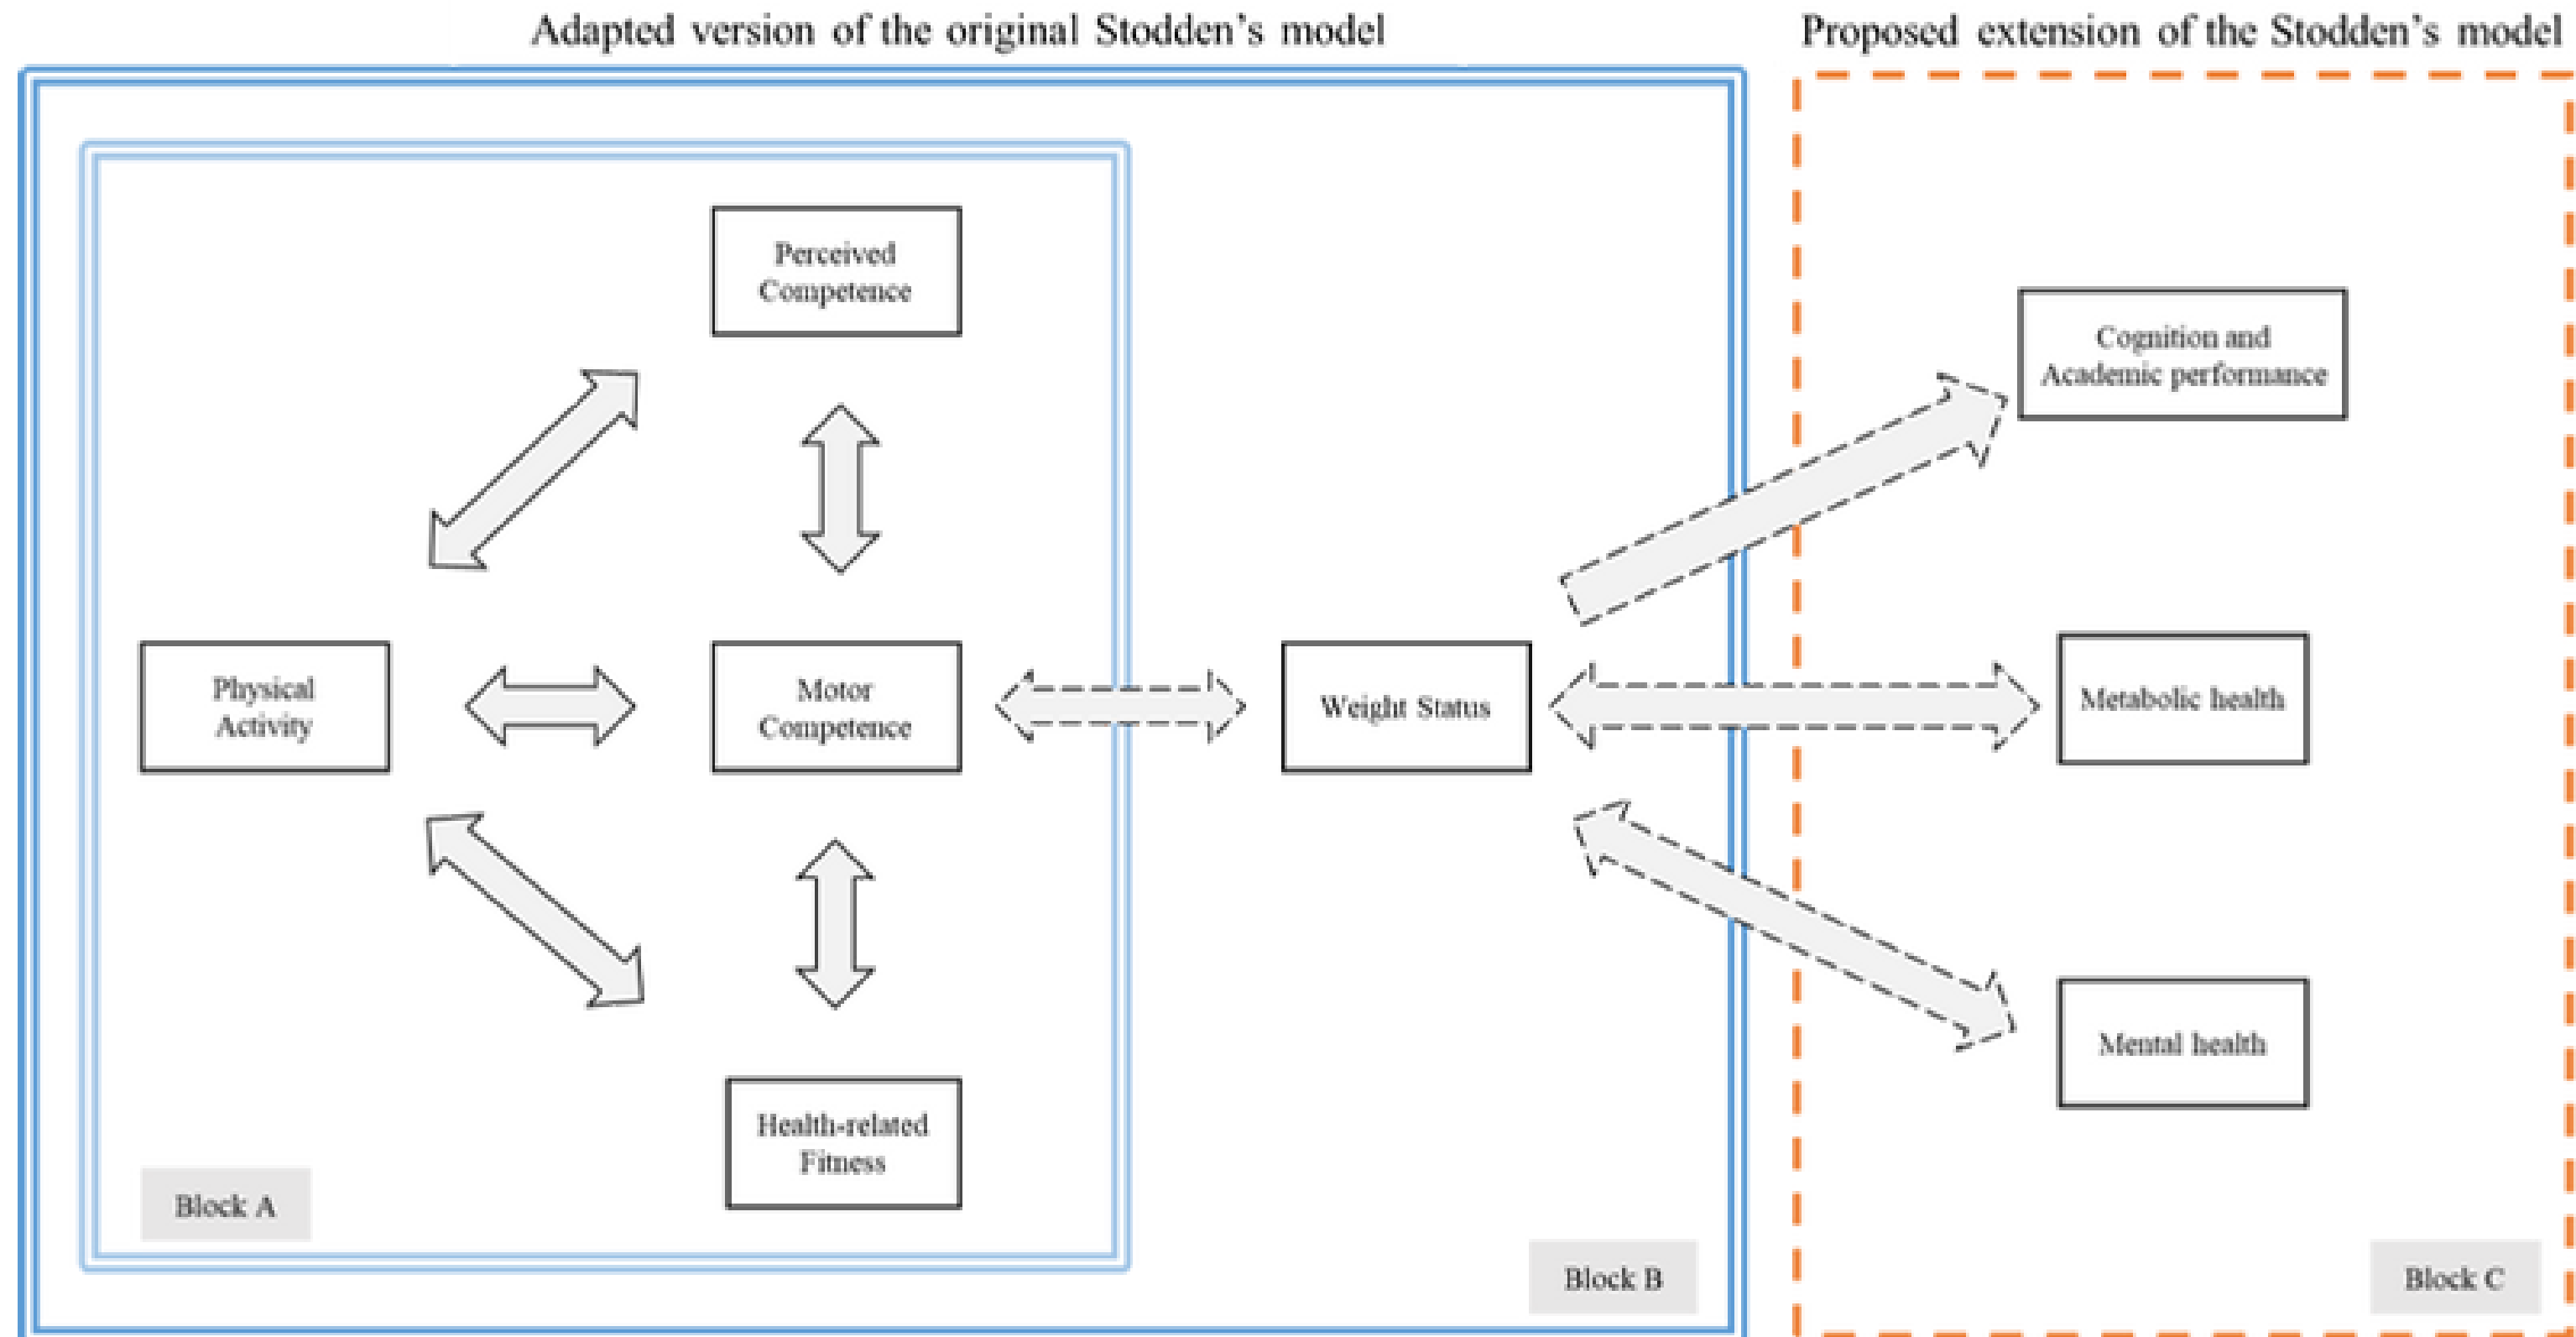 Adapted version of the original Stodden’s model
Proposed extension of the Stodden’s model
Perceived
Competence
Cognition and
Academic performance
Physical
Activity
Motor
Competence
Weight Status
Metabolic health
Mental health
Health-related
Fitness
Block A
Block B
Block C